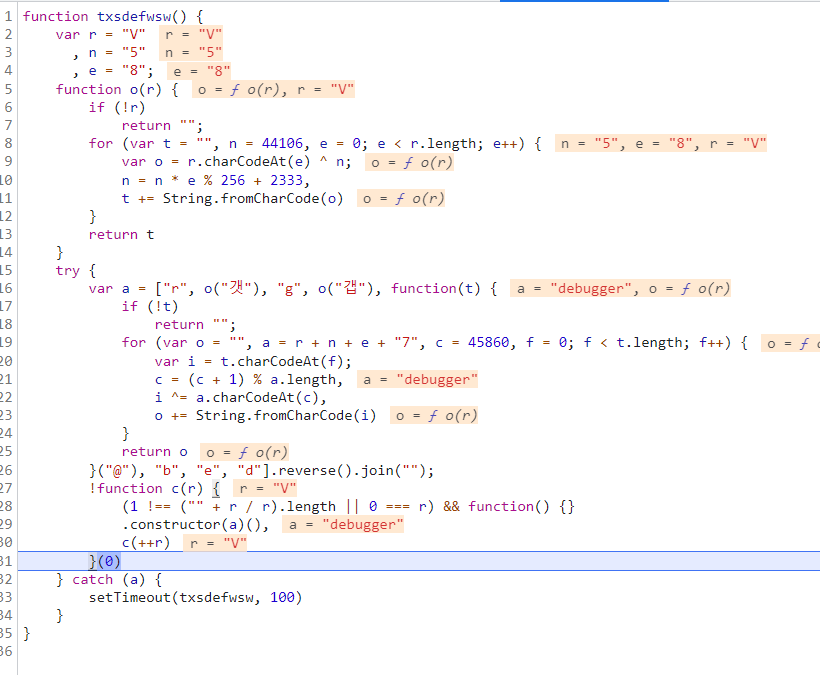 1 function txsdefwsw() {
2 var r = "V" r = "V"
3 , n = "5" n = "5"
4 , e = "8"; e = "8"
5 function o(r) { o = ƒ o(r), r = "V"
6 if (!r)
7 return "";
8 for (var t = "", n = 44106, e = 0; e < r.length; e++) { n = "5", e = "8", r = "V"
9 var o = r.charCodeAt(e) ^ n; o = ƒ o(r)
10 n = n * e % 256 + 2333,
11 t += String.fromCharCode(o) o = ƒ o(r)
12 }
13 return t
14 }
15 try {
16 var a = ["r", o("갯"), "g", o("갭"), function(t) { a = "debugger", o = ƒ o(r)
17 if (!t)
18 return "";
19 for (var o = "", a = r + n + e + "7", c = 45860, f = 0; f < t.length; f++) { o = ƒ
20 var i = t.charCodeAt(f);
21 c = (c + 1) % a.length, a = "debugger"
22 i ^= a.charCodeAt(c),
23 o += String.fromCharCode(i) o = ƒ o(r)
24 }
25 return o o = ƒ o(r)
26 }("@"), "b", "e", "d"].reverse().join("");
27 !function c(r) { r = "V"
28 (1 !== ("" + r / r).length || 0 === r) && function() {}
29 .constructor(a)(), a = "debugger"
30 c(++r) r = "V"
31 }(0)
32 } catch (a) {
33 setTimeout(txsdefwsw, 100)
34 }
35 }
36